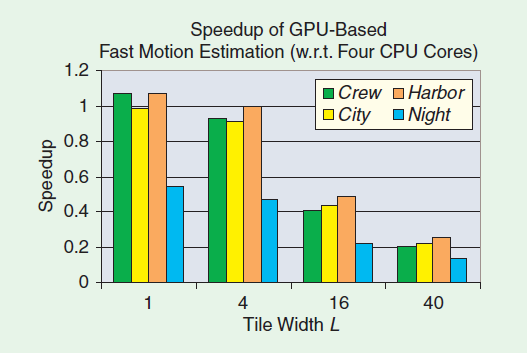 Speedup of GPU-Based
Fast Motion Estimation (w.r.t. Four CPU Cores)
1.2
1
0.8
0.6
0.4
0.2
0
Speedup
Crew Harbor
City Night
1 4 16 40
Tile Width L